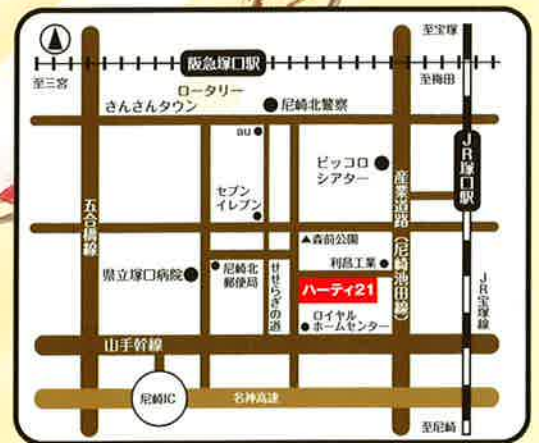 至宝塚
阪急塚口駅
至三宮
至梅田
ロータリー
さんさんタウン
尼崎北警察
au
ピッコロ
シアター
JR塚口駅
セブン
イレブン
五合橋線
産業道路(尼崎池田線)
▲森前公園
利昌工業
県立塚口病院
尼崎北
郵便局
せせらぎの道
ハーティ21
JR宝塚線
ロイヤル
ホームセンター
山手幹線
尼崎IC
名神高速
至尼崎